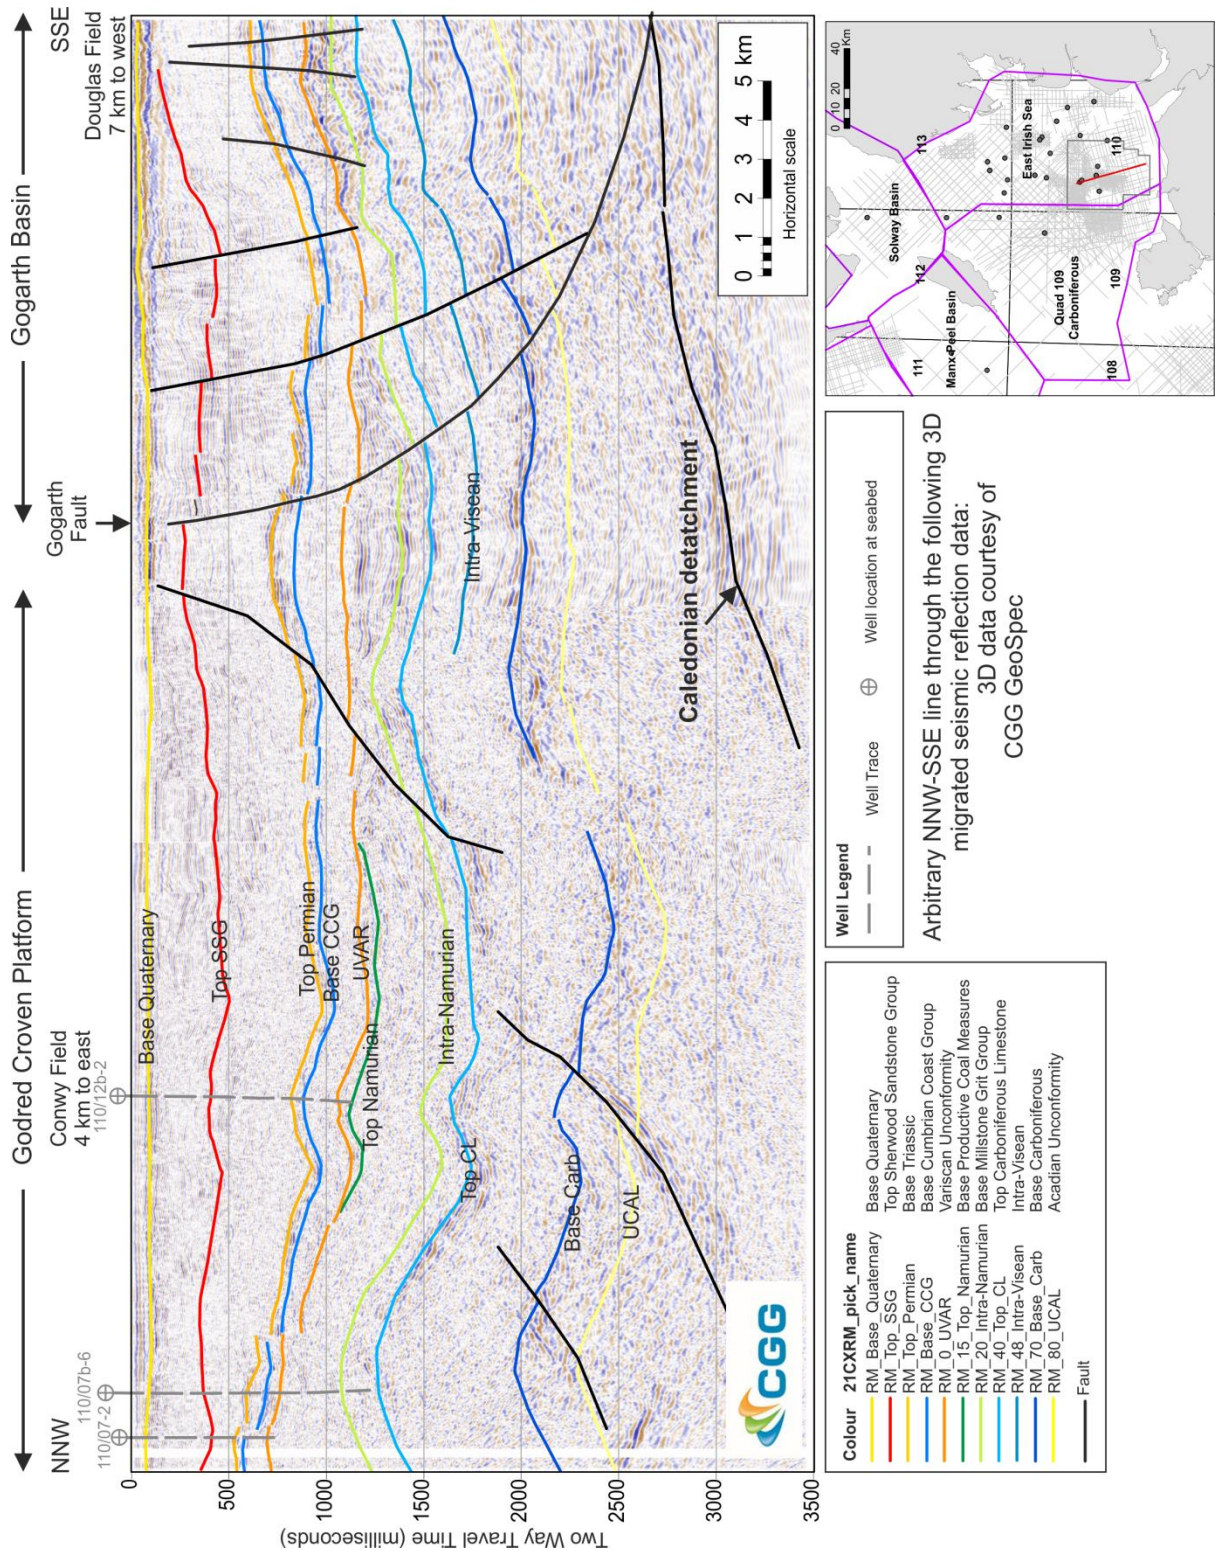 Godred Croven Platform
Gogarth Basin
NNW
Conwy Field
4 km to east
Gogarth
Fault
Douglas Field
7 km to west
SSE
110/07-2
110/07b-6
110/12b-2
Two Way Travel Time (milliseconds)
0
500
1000
1500
2000
2500
3000
3500
Base Quaternary
Top SSG
Top Permian
Base CCG
UVAR
Top Namurian
Intra-Namurian
Top CL
Intra-Visean
Base Carb
UCAL
Caledonian detatchment
CGG
0 1 2 3 4 5 km
Horizontal scale
Colour 21CXRM_pick_name
RM_Base_Quaternary Base Quaternary
RM_Top_SSG Top Sherwood Sandstone Group
RM_Top_Permian Base Triassic
RM_Base_CCG Base Cumbrian Coast Group
RM_0_UVAR Variscan Unconformity
RM_15_Top_Namurian Base Productive Coal Measures
RM_20_Intra-Namurian Base Millstone Grit Group
RM_40_Top_CL Top Carboniferous Limestone
RM_48_Intra-Visean Intra-Visean
RM_70_Base_Carb Base Carboniferous
RM_80_UCAL Acadian Unconformity
Fault
Well Legend
Well Trace
Well location at seabed
Arbitrary NNW-SSE line through the following 3D
migrated seismic reflection data:
3D data courtesy of
CGG GeoSpec
0 10 20 40
Km
111
112
113
Solway Basin
Manx-Peel Basin
East Irish Sea
Quad 109
Carboniferous
108
109
110